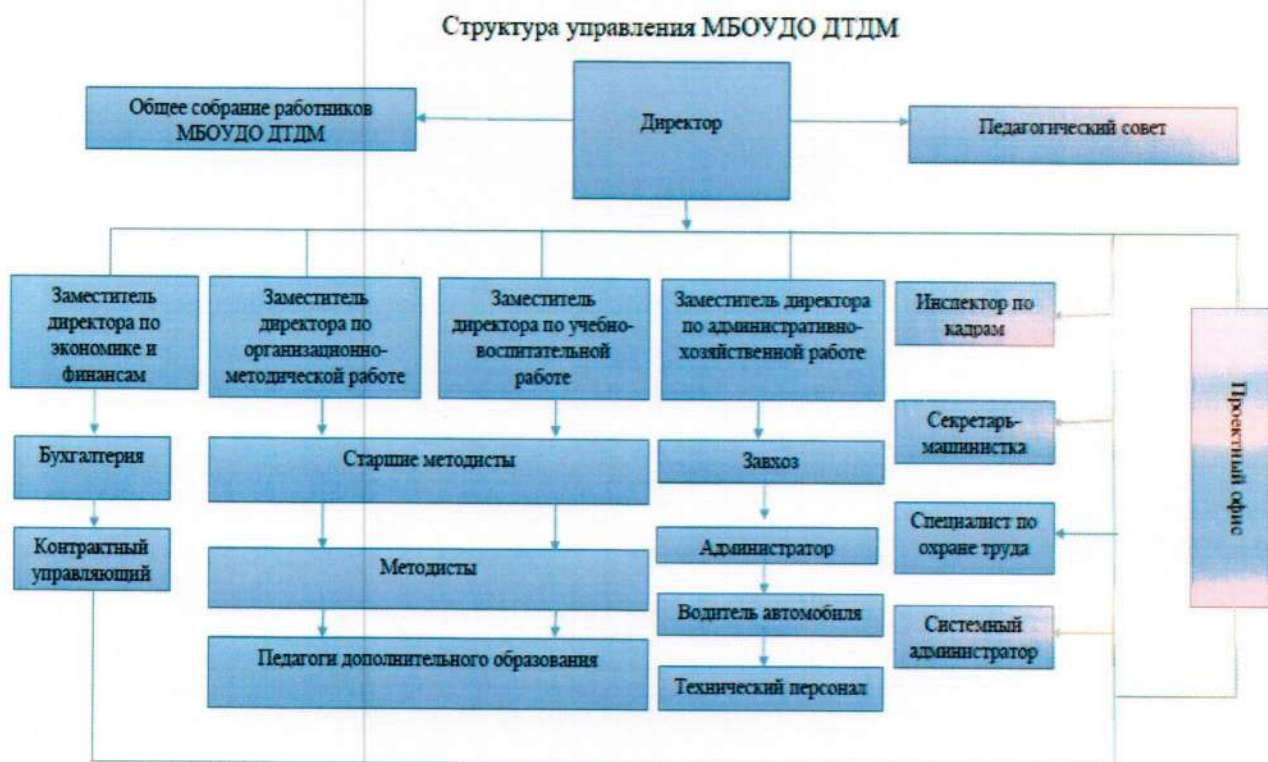 Структура управления МБОУДО ДТДМ
Общее собрание работников
МБОУДО ДТДМ
Директор
Педагогический совет
Заместитель
директора по
экономике и
финансам
Заместитель
директора по
организационно-
методической работе
Заместитель
директора по учебно-
воспитательной
работе
Заместитель директора
по административно-
хозяйственной работе
Инспектор по
кадрам
Проектный офис
Бухгалтерия
Старшие методисты
Завхоз
Секретарь-
машинистка
Контрактный
управляющий
Методисты
Администратор
Специалист по
охране труда
Водитель автомобиля
Системный
администратор
Педагоги дополнительного образования
Технический персонал